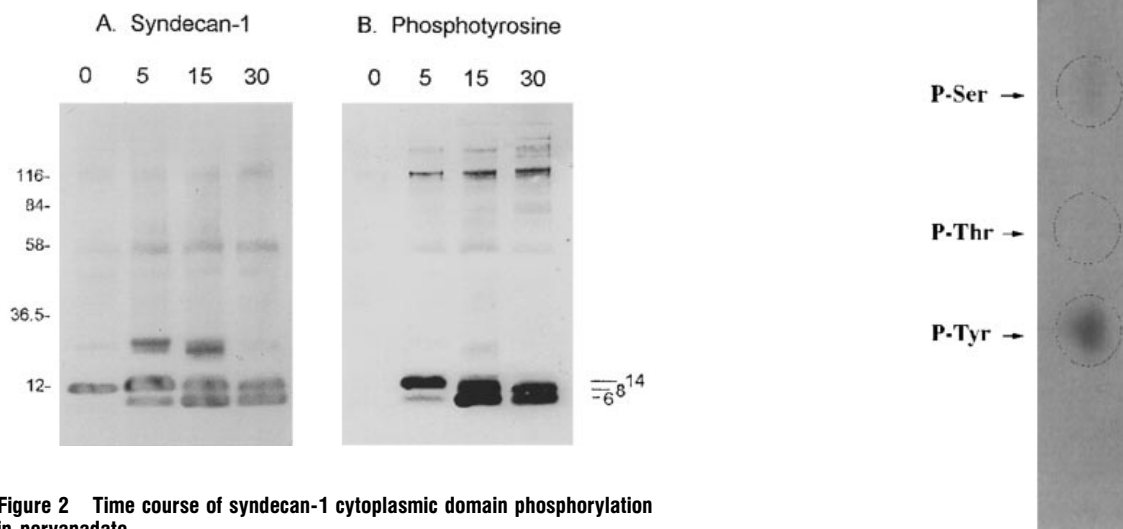 A. Syndecan-1
B. Phosphotyrosine
0 5 15 30
0 5 15 30
116-
84-
58-
36.5-
12-
14
8
-6
P-Ser →
P-Thr →
P-Tyr →
Figure 2 Time course of syndecan-1 cytoplasmic domain phosphorylation
in pervanadate